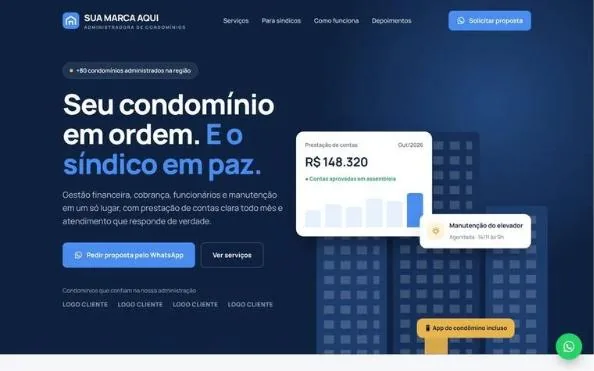 SUA MARCA AQUI
ADMINISTRADORA DE CONDOMÍNIOS
Serviços
Para síndicos
Como funciona
Depoimentos
Solicitar proposta
+80 condomínios administrados na região
Seu condomínio
em ordem. E o
síndico em paz.
Gestão financeira, cobrança, funcionários e manutenção
em um só lugar, com prestação de contas clara todo mês e
atendimento que responde de verdade.
Pedir proposta pelo WhatsApp
Ver serviços
Condomínios que confiam na nossa administração
LOGO CLIENTE LOGO CLIENTE LOGO CLIENTE LOGO CLIENTE
Prestação de contas
Out/2026
R$ 148.320
Contas aprovadas em assembleia
Manutenção do elevador
Agendada · 14/11 às 9h
App do condômino incluso